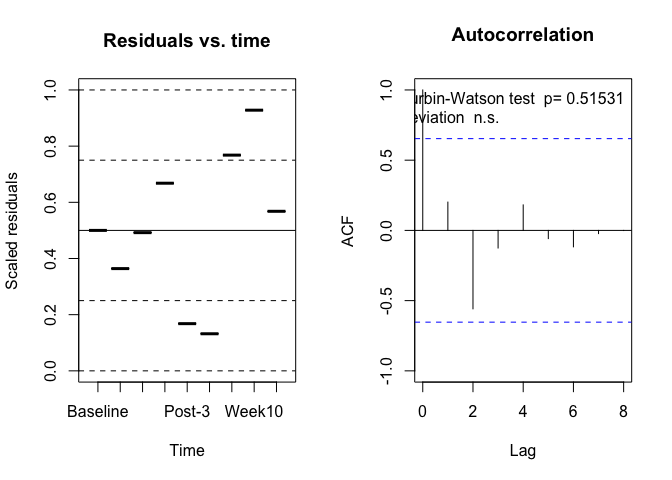 Residuals vs. time
Scaled residuals
0.0 0.2 0.4 0.6 0.8 1.0
Baseline Post-3 Week10
Time
Autocorrelation
urbin-Watson test p= 0.51531
eviation n.s.
ACF
-1.0 -0.5 0.0 0.5 1.0
0 2 4 6 8
Lag